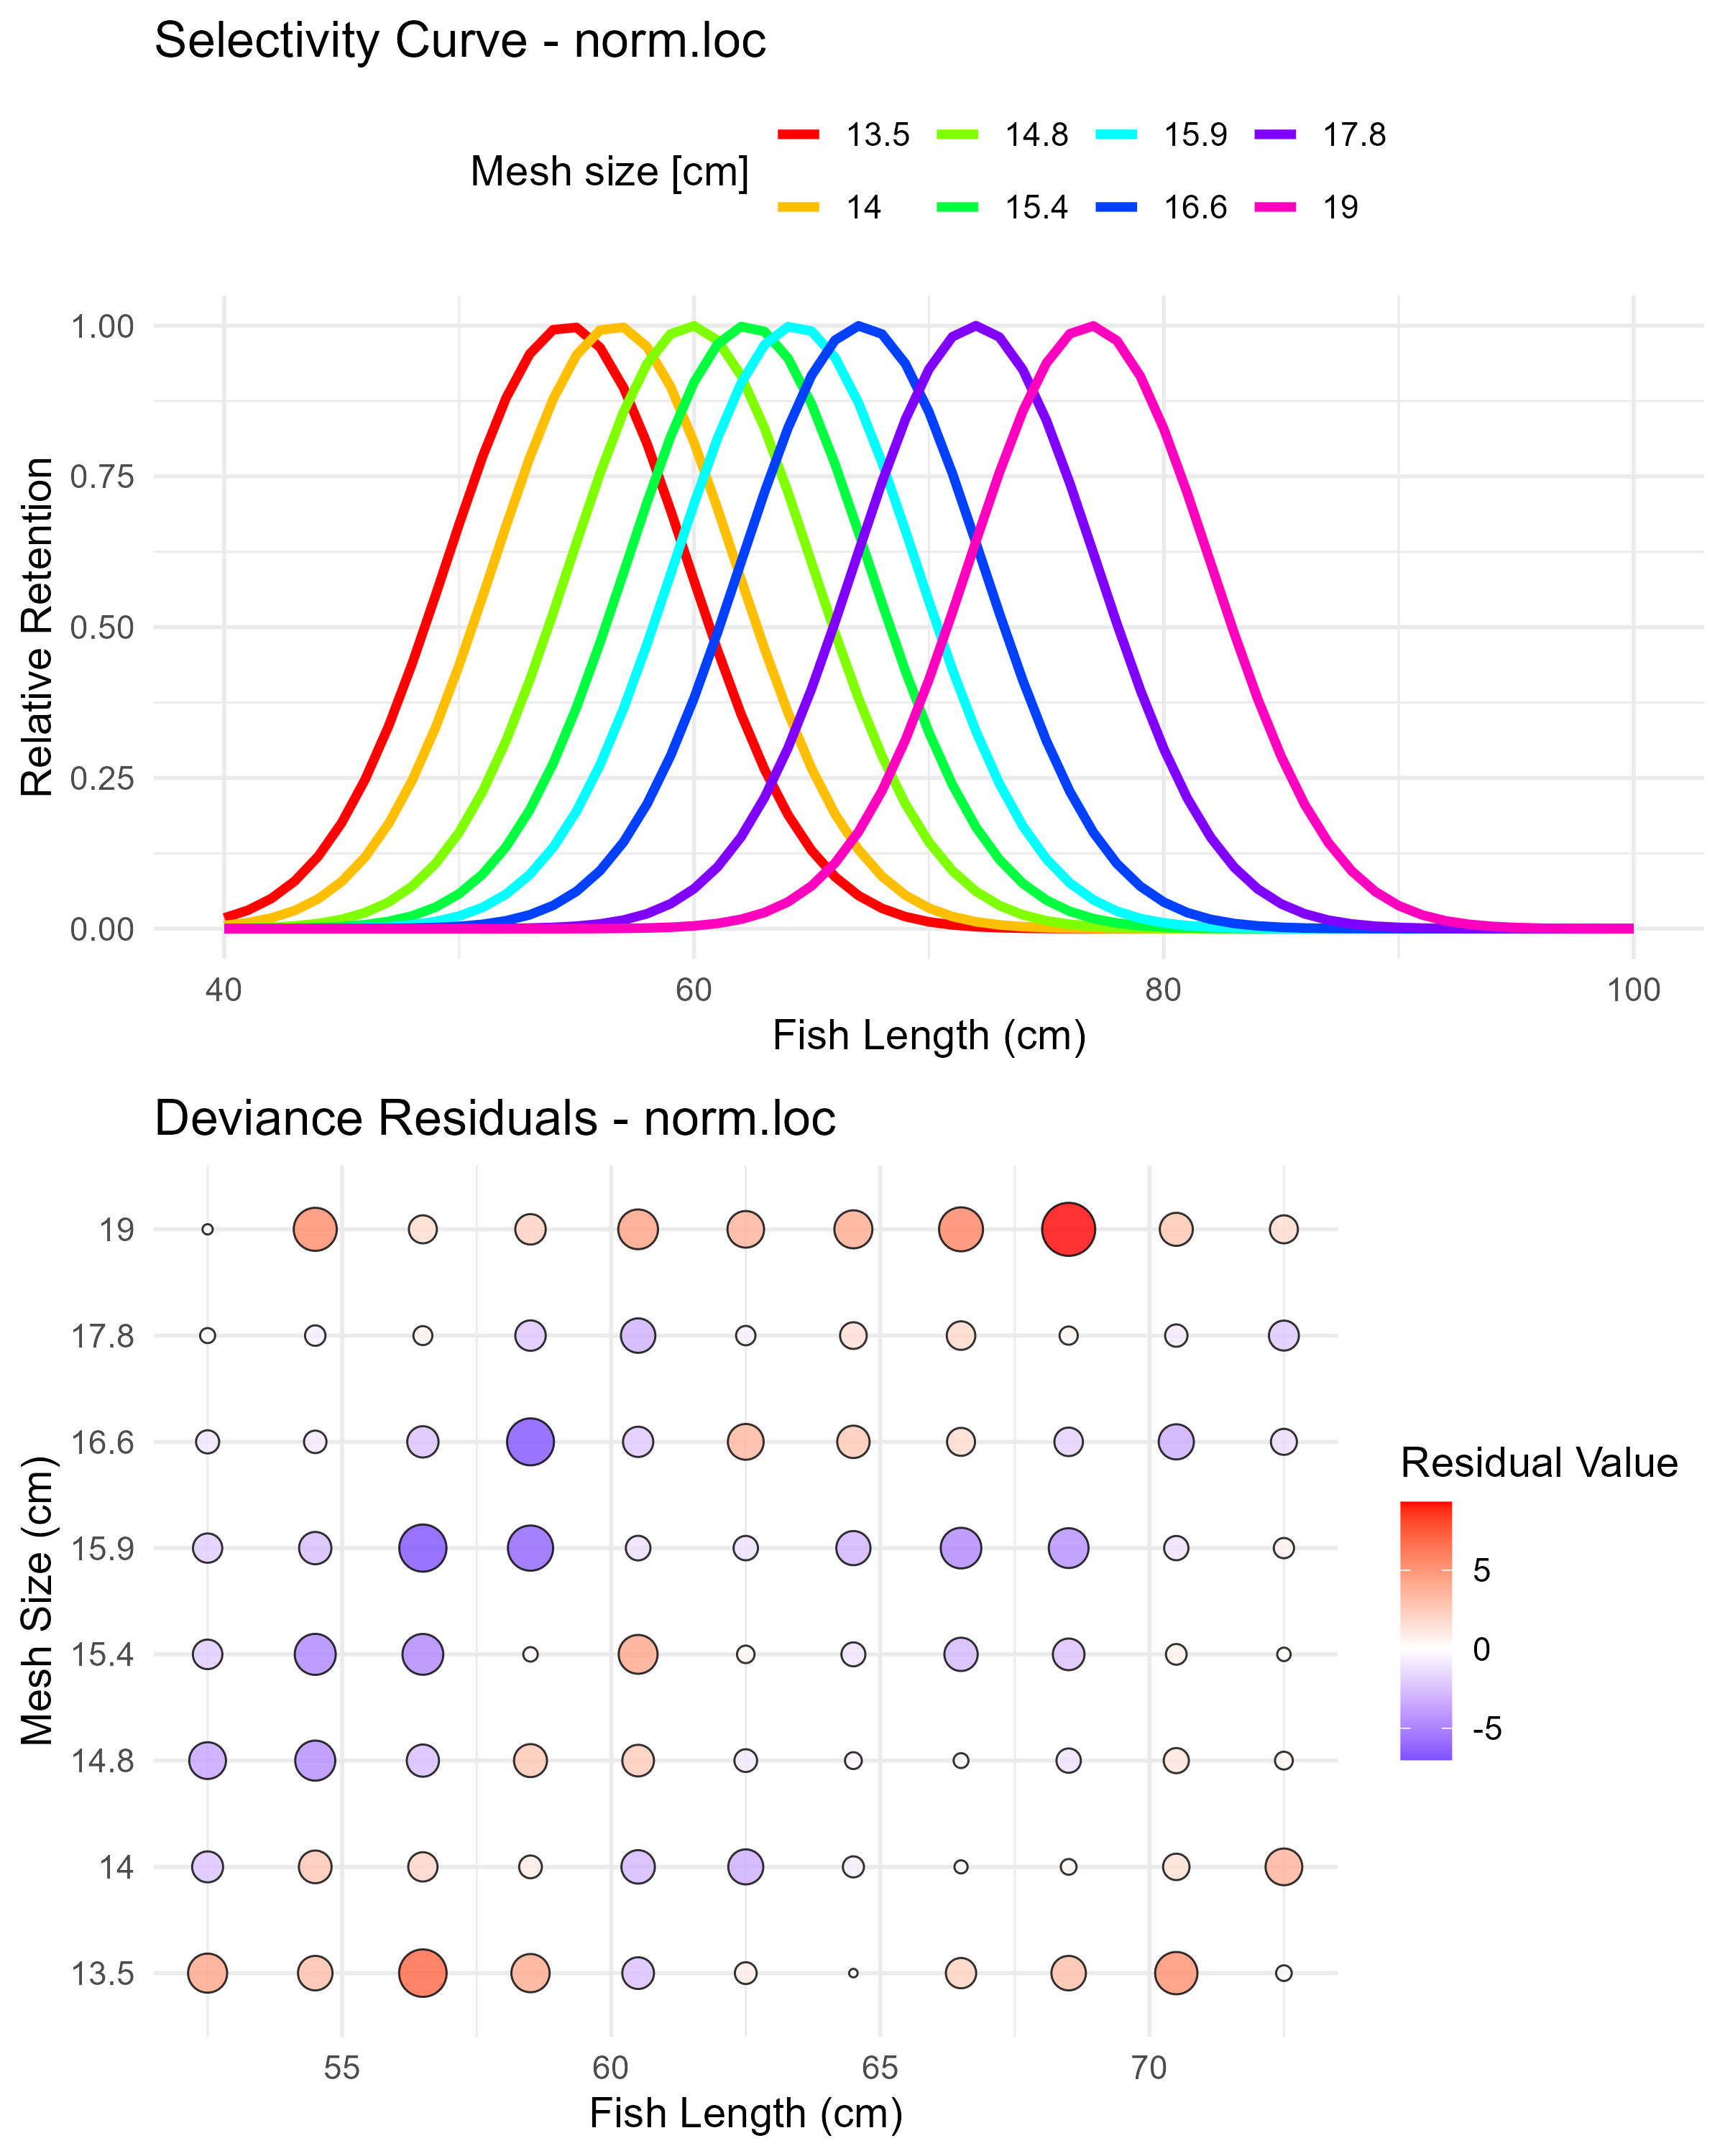 Selectivity Curve - norm.loc
Mesh size [cm]
13.5 14.8 15.9 17.8
14 15.4 16.6 19
Relative Retention
1.00
0.75
0.50
0.25
0.00
40 60 80 100
Fish Length (cm)
Deviance Residuals - norm.loc
Mesh Size (cm)
19
17.8
16.6
15.9
15.4
14.8
14
13.5
55 60 65 70
Fish Length (cm)
Residual Value
5
0
-5